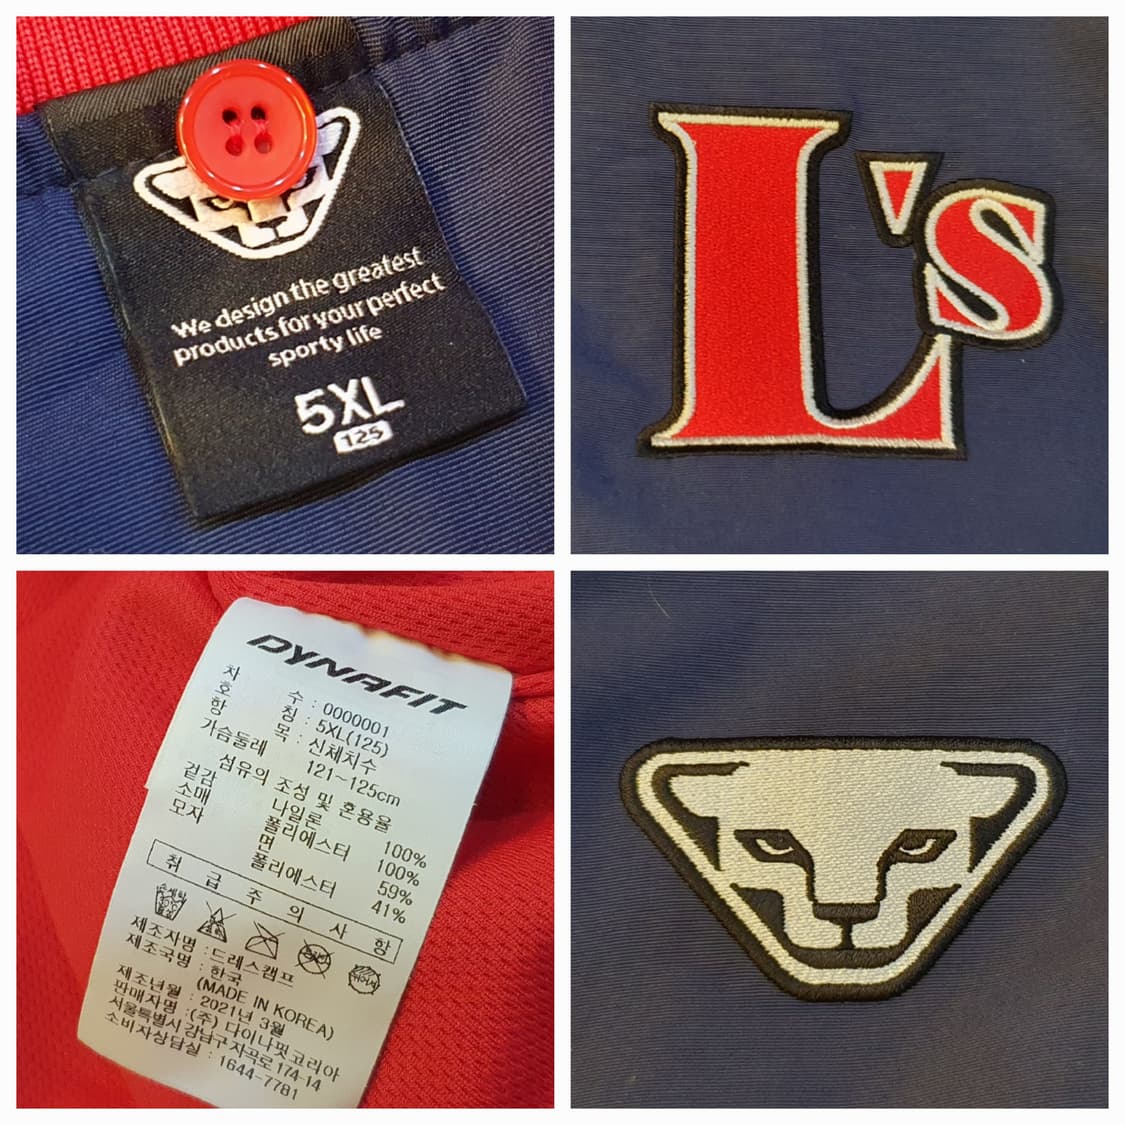 We design the greatest
products for your perfect
sporty life
5XL
125
L's
DYNAFIT
차 수 : 0000001
호 칭 : 5XL(125)
항 목 : 신체치수
가슴둘레 121~125cm
섬유의 조성 및 혼용율
겉감 나일론 100%
소매 폴리에스터 100%
모자 면 59%
폴리에스터 41%
취 급 주 의 사 항
손세탁
제조자명 : 드레스캠프
제조국명 : 한국
(MADE IN KOREA)
제조년월 : 2021년 3월
판매자명 : (주) 다이나핏 코리아
서울특별시 강남구 자곡로 174-14
소비자상담실 : 1644-7781